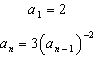 a₁ = 2
aₙ = 3(aₙ₋₁)⁻²